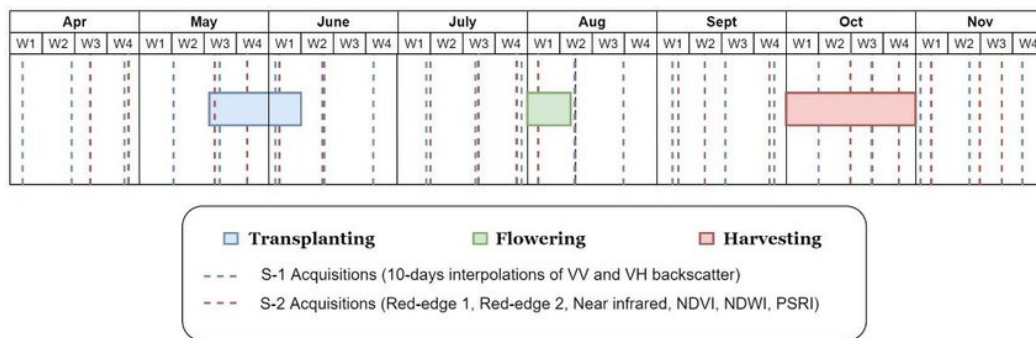 Apr May June July Aug Sept Oct Nov
W1 W2 W3 W4 W1 W2 W3 W4 W1 W2 W3 W4 W1 W2 W3 W4 W1 W2 W3 W4 W1 W2 W3 W4 W1 W2 W3 W4 W1 W2 W3 W4
Transplanting Flowering Harvesting
S-1 Acquisitions (10-days interpolations of VV and VH backscatter)
S-2 Acquisitions (Red-edge 1, Red-edge 2, Near infrared, NDVI, NDWI, PSRI)